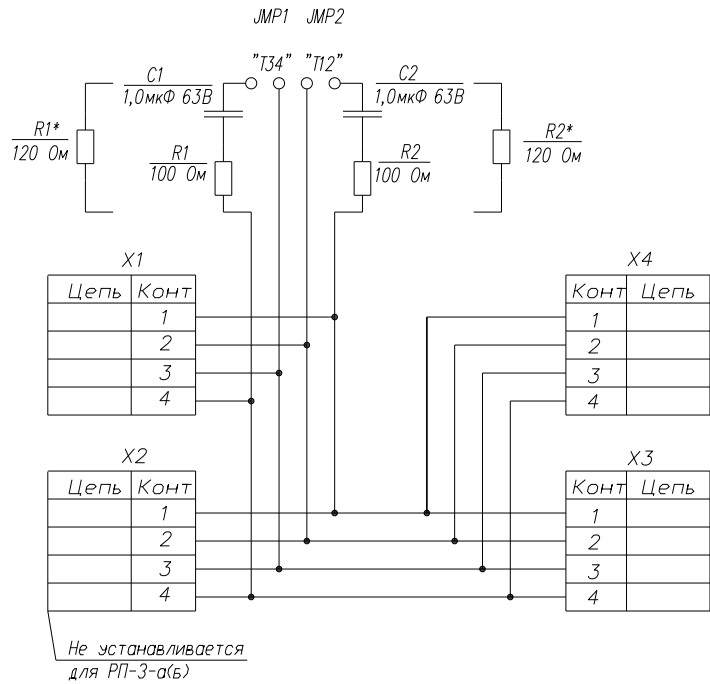 JMP1 JMP2
"T34" "T12"
C1
1,0мкФ 63В
C2
1,0мкФ 63В
R1*
120 Ом
R1
100 Ом
R2
100 Ом
R2*
120 Ом
X1
Цепь Конт
1
2
3
4
X4
Конт Цепь
1
2
3
4
X2
Цепь Конт
1
2
3
4
X3
Конт Цепь
1
2
3
4
Не устанавливается
для РП-3-а(Б)